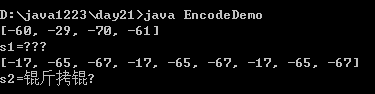 D:\java1223\day21>java EncodeDemo
[-60, -29, -70, -61]
s1=???
[-17, -65, -67, -17, -65, -67, -17, -65, -67]
s2=锟斤拷锟?